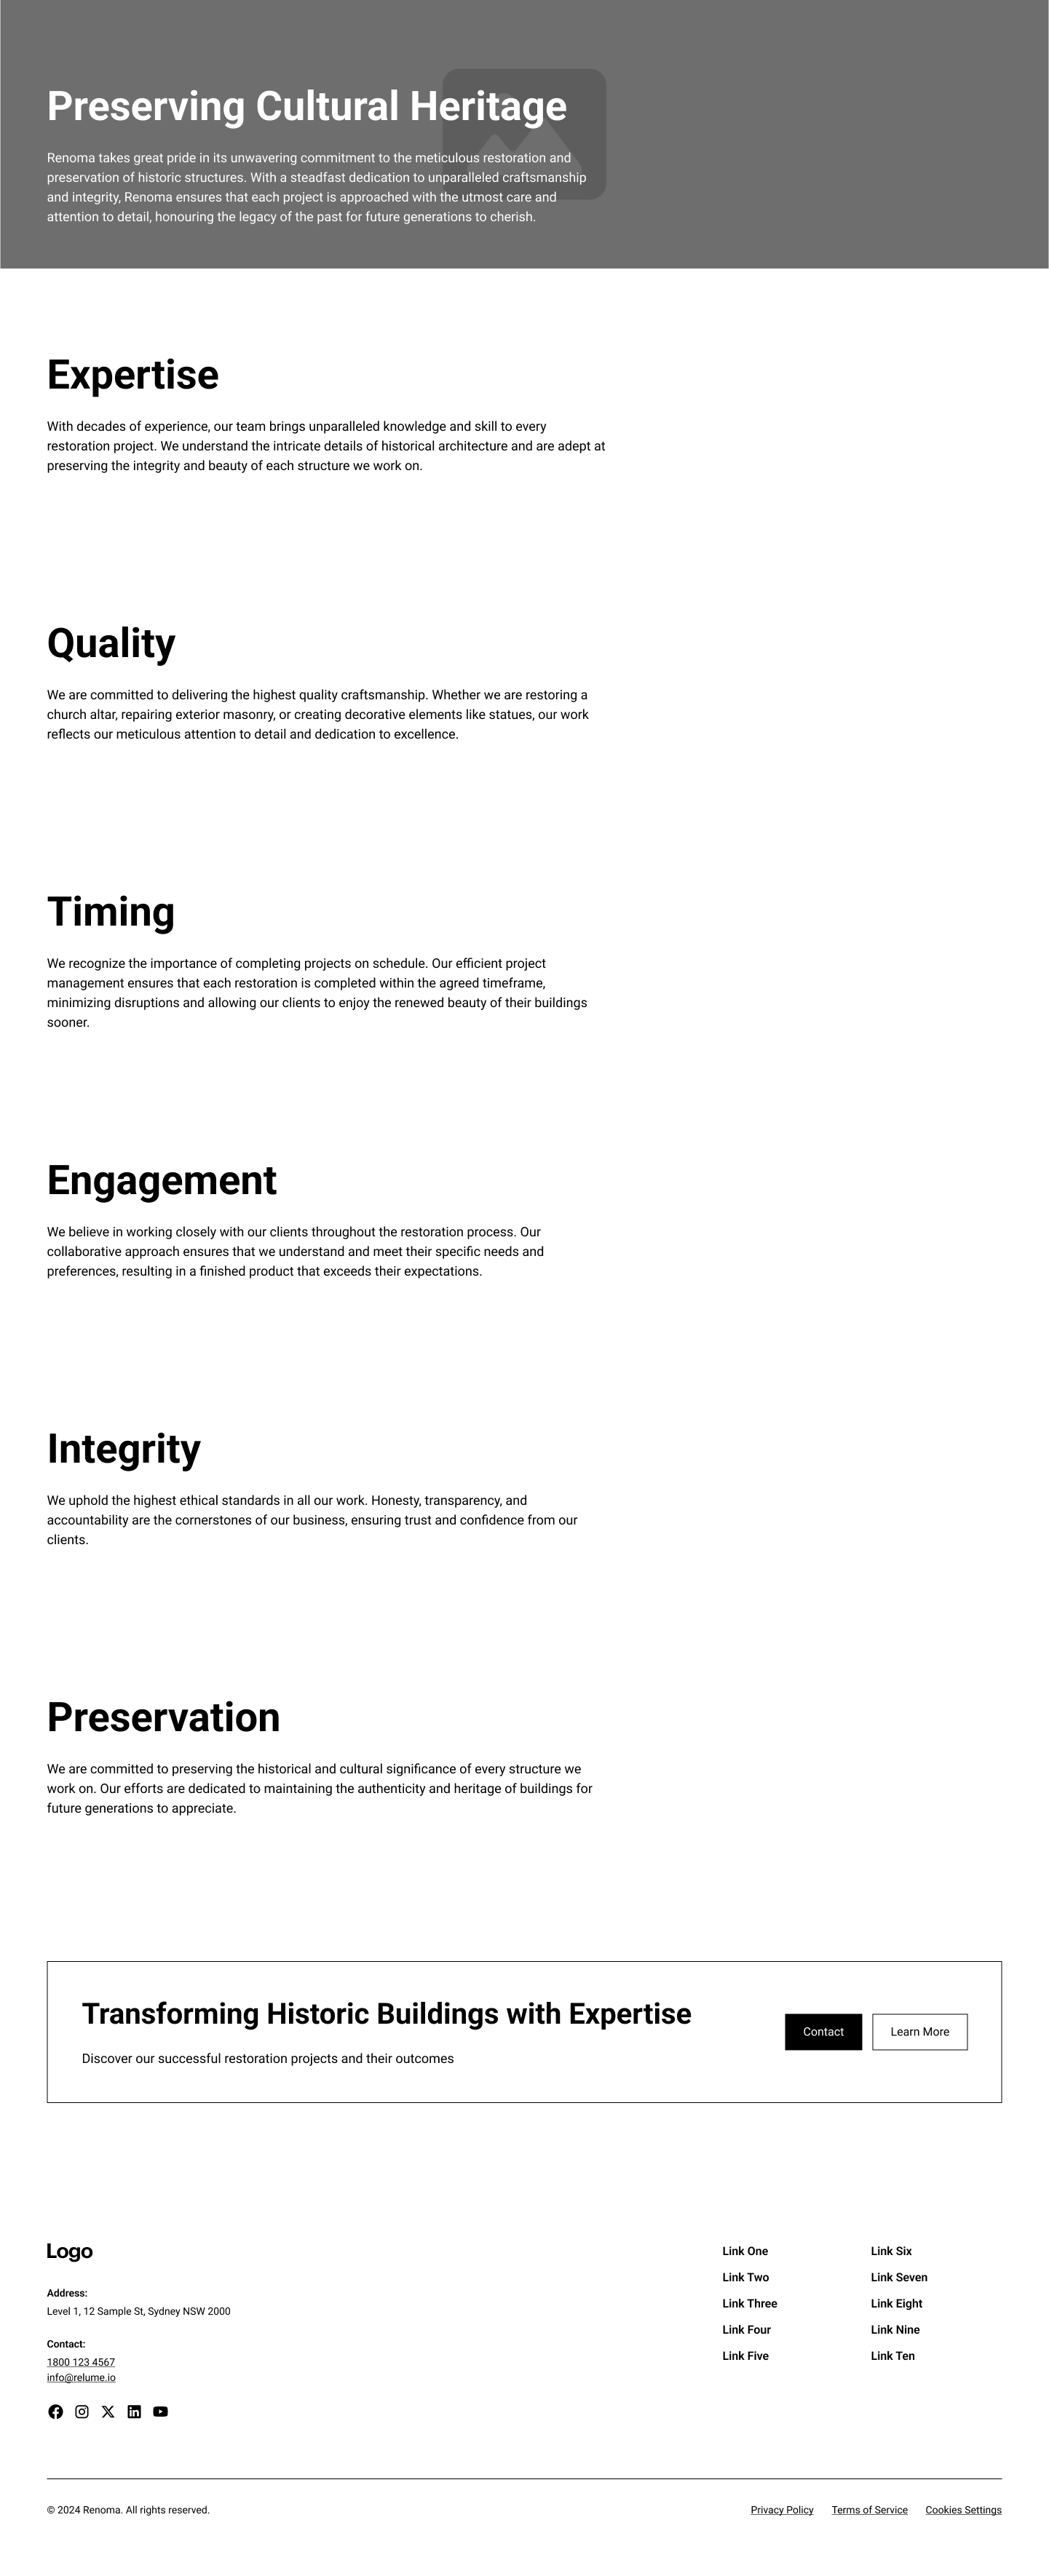 Preserving Cultural Heritage
Renoma takes great pride in its unwavering commitment to the meticulous restoration and
preservation of historic structures. With a steadfast dedication to unparalleled craftsmanship
and integrity, Renoma ensures that each project is approached with the utmost care and
attention to detail, honouring the legacy of the past for future generations to cherish.
Expertise
With decades of experience, our team brings unparalleled knowledge and skill to every
restoration project. We understand the intricate details of historical architecture and are adept at
preserving the integrity and beauty of each structure we work on.
Quality
We are committed to delivering the highest quality craftsmanship. Whether we are restoring a
church altar, repairing exterior masonry, or creating decorative elements like statues, our work
reflects our meticulous attention to detail and dedication to excellence.
Timing
We recognize the importance of completing projects on schedule. Our efficient project
management ensures that each restoration is completed within the agreed timeframe,
minimizing disruptions and allowing our clients to enjoy the renewed beauty of their buildings
sooner.
Engagement
We believe in working closely with our clients throughout the restoration process. Our
collaborative approach ensures that we understand and meet their specific needs and
preferences, resulting in a finished product that exceeds their expectations.
Integrity
We uphold the highest ethical standards in all our work. Honesty, transparency, and
accountability are the cornerstones of our business, ensuring trust and confidence from our
clients.
Preservation
We are committed to preserving the historical and cultural significance of every structure we
work on. Our efforts are dedicated to maintaining the authenticity and heritage of buildings for
future generations to appreciate.
Transforming Historic Buildings with Expertise
Discover our successful restoration projects and their outcomes
Contact
Learn More
Logo
Address:
Level 1, 12 Sample St, Sydney NSW 2000
Contact:
1800 123 4567
info@relume.io
Link One
Link Two
Link Three
Link Four
Link Five
Link Six
Link Seven
Link Eight
Link Nine
Link Ten
© 2024 Renoma. All rights reserved.
Privacy Policy
Terms of Service
Cookies Settings